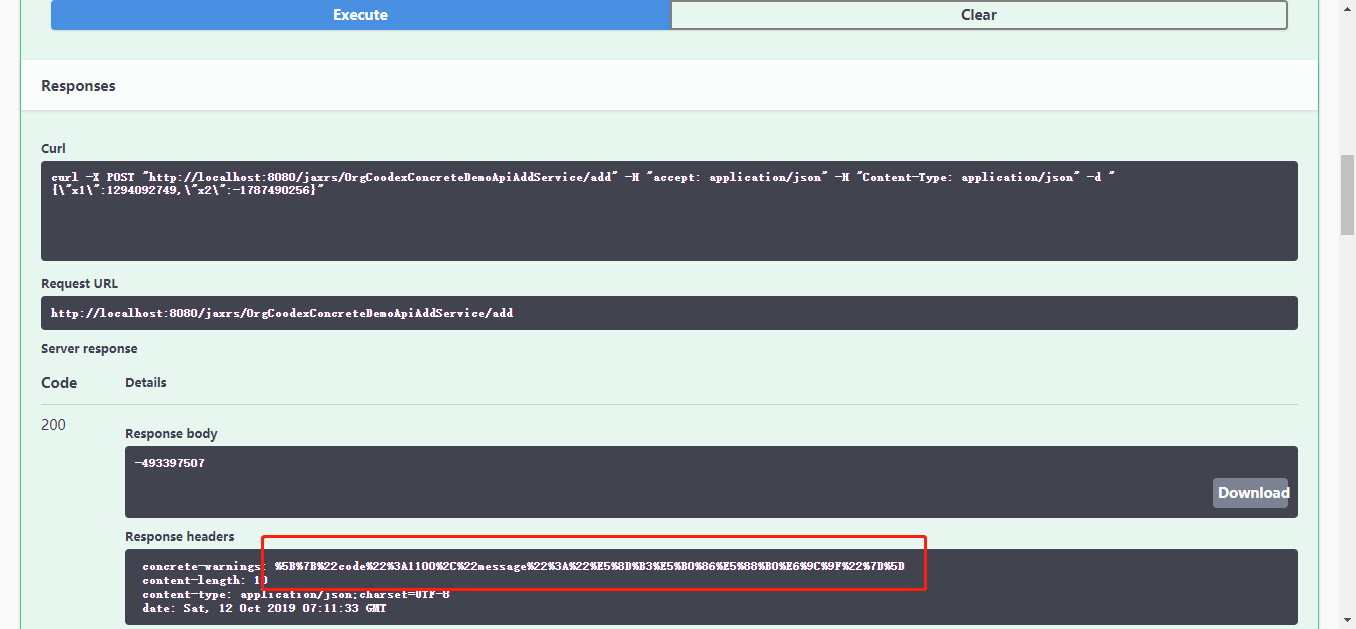 Execute
Clear
Responses
Curl
curl -X POST "http://localhost:8080/jaxrs/OrgCoodexConcreteDemoApiAddService/add" -H "accept: application/json" -H "Content-Type: application/json" -d "
{\"x1\":1294092749,\"x2\":-1787490256}"
Request URL
http://localhost:8080/jaxrs/OrgCoodexConcreteDemoApiAddService/add
Server response
Code Details
200
Response body
-493397507
Download
Response headers
concrete-warnings: %5B%7B%22code%22%3A1100%2C%22message%22%3A%22%E5%8D%B3%E5%B0%86%E5%88%B0%E6%9C%9F%22%7D%5D
content-length: 10
content-type: application/json;charset=UTF-8
date: Sat, 12 Oct 2019 07:11:33 GMT